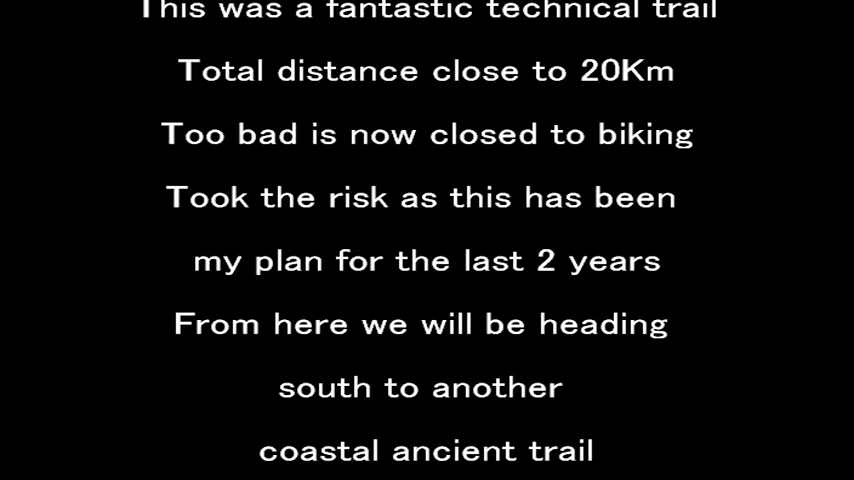 This was a fantastic technical trail
Total distance close to 20Km
Too bad is now closed to biking
Took the risk as this has been
my plan for the last 2 years
From here we will be heading
south to another
coastal ancient trail